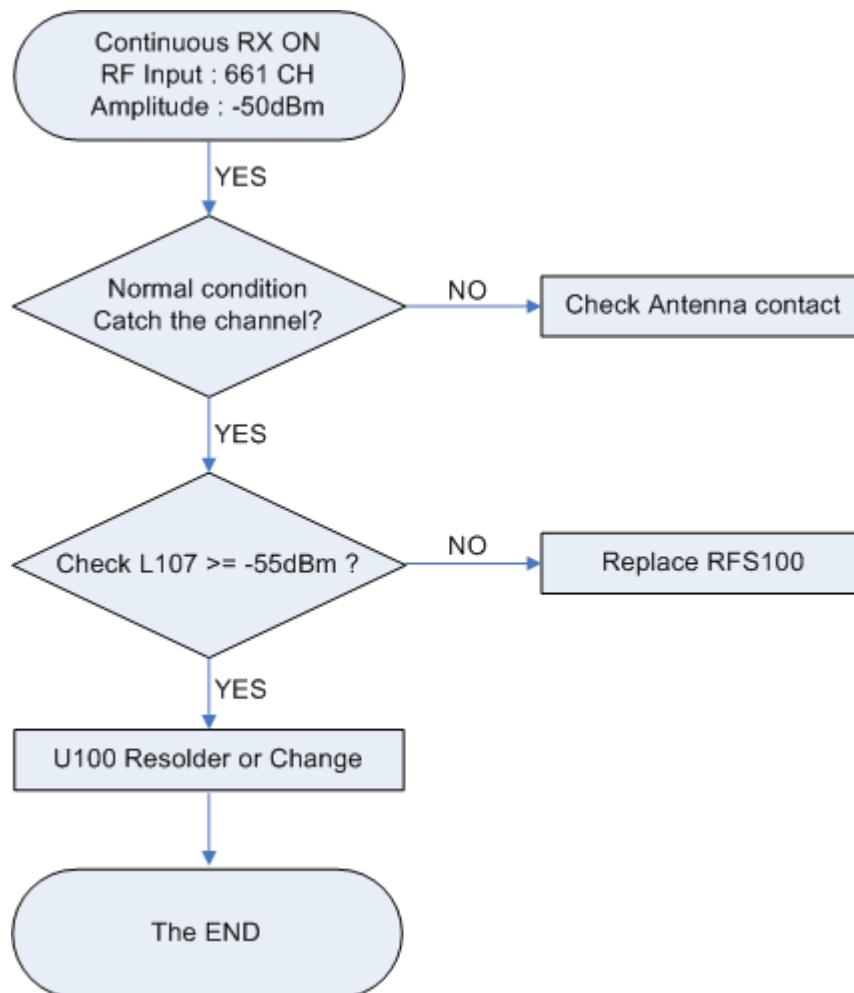 Continuous RX ON
RF Input : 661 CH
Amplitude : -50dBm
YES
Normal condition
Catch the channel?
NO
Check Antenna contact
YES
Check L107 >= -55dBm ?
NO
Replace RFS100
YES
U100 Resolder or Change
The END